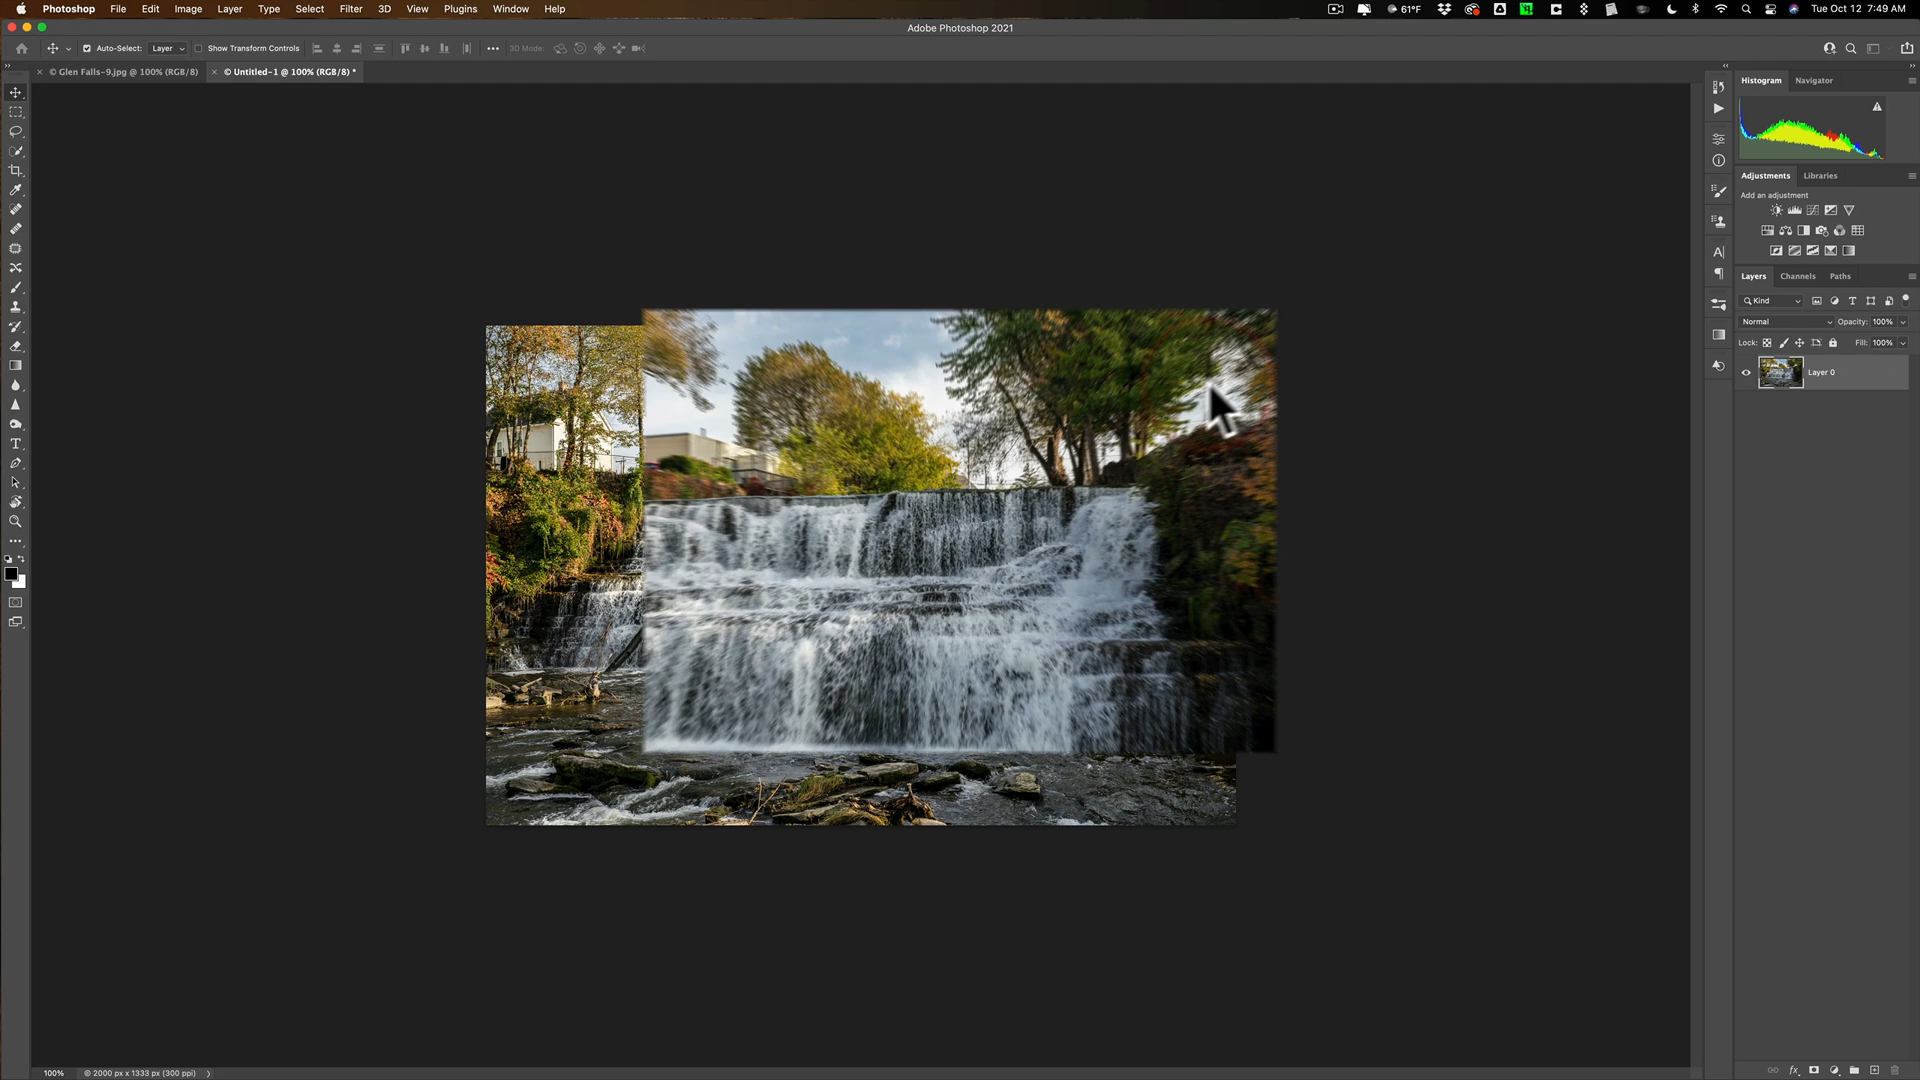 Photoshop File Edit Image Layer Type Select Filter 3D View Plugins Window Help
61°F
Tue Oct 12 7:49 AM
Adobe Photoshop 2021
Auto-Select: Layer Show Transform Controls
3D Mode:
© Glen Falls-9.jpg @ 100% (RGB/8)
© Untitled-1 @ 100% (RGB/8) *
Histogram Navigator
Adjustments Libraries
Add an adjustment
Layers Channels Paths
Kind
Normal Opacity: 100%
Lock: Fill: 100%
Layer 0
100% © 2000 px x 1333 px (300 ppi)